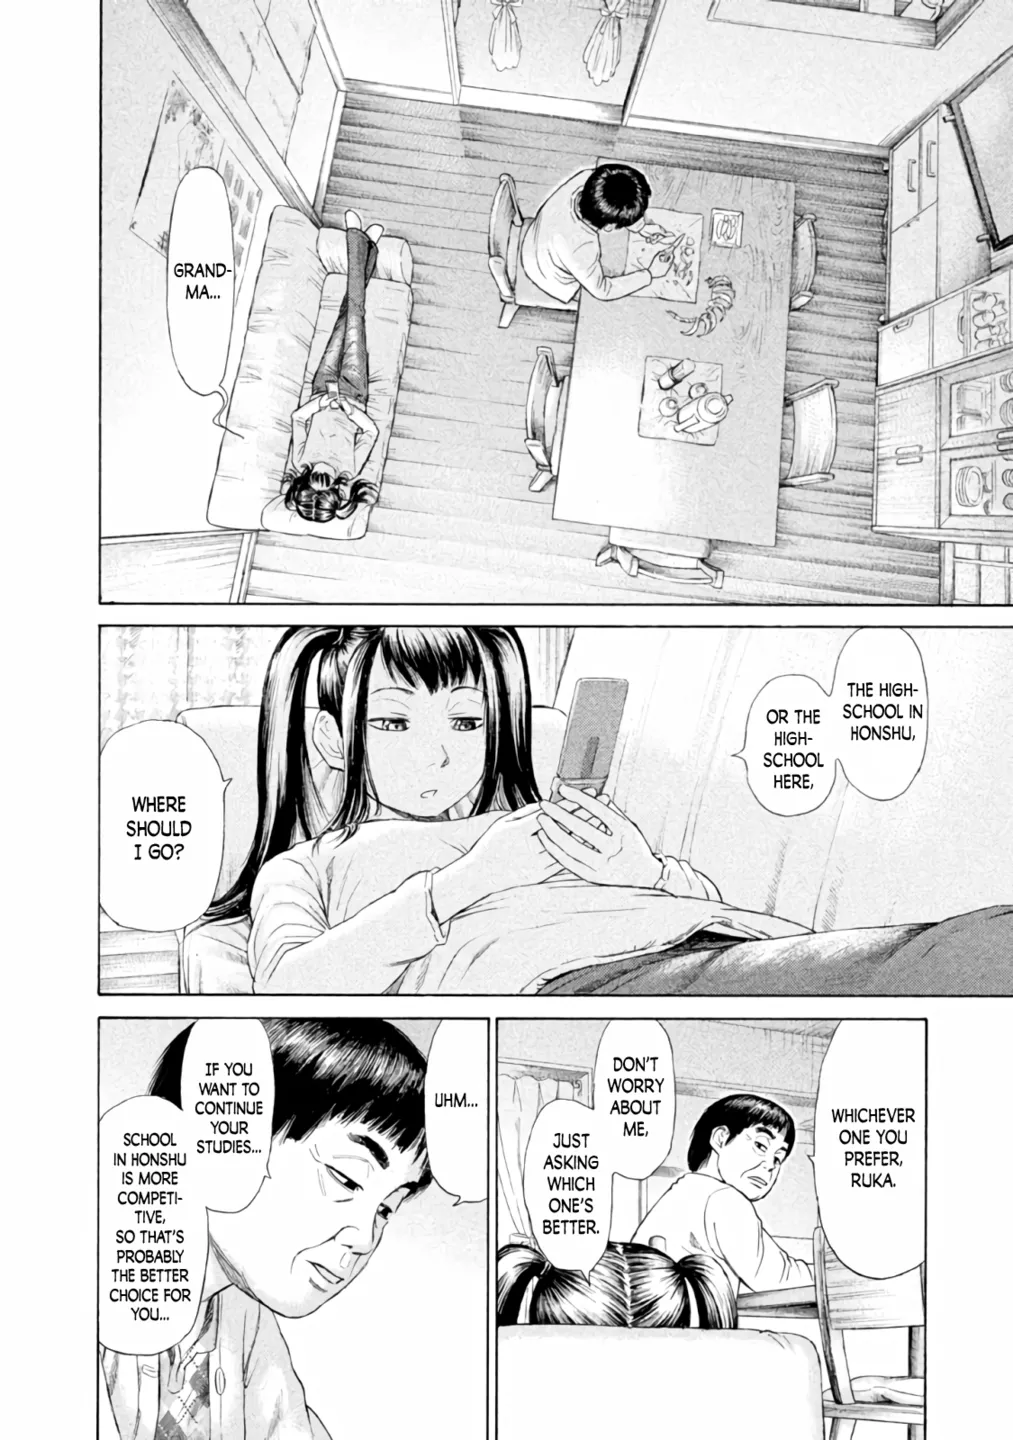 GRAND-
MA...
THE HIGH-
SCHOOL IN
HONSHU,
OR THE
HIGH-
SCHOOL
HERE,
WHERE
SHOULD
I GO?
WHICHEVER
ONE YOU
PREFER,
RUKA.
DON'T
WORRY
ABOUT
ME,
JUST
ASKING
WHICH
ONE'S
BETTER.
UHM...
IF YOU
WANT TO
CONTINUE
YOUR
STUDIES...
SCHOOL
IN HONSHU
IS MORE
COMPETI-
TIVE,
SO THAT'S
PROBABLY
THE BETTER
CHOICE FOR
YOU...